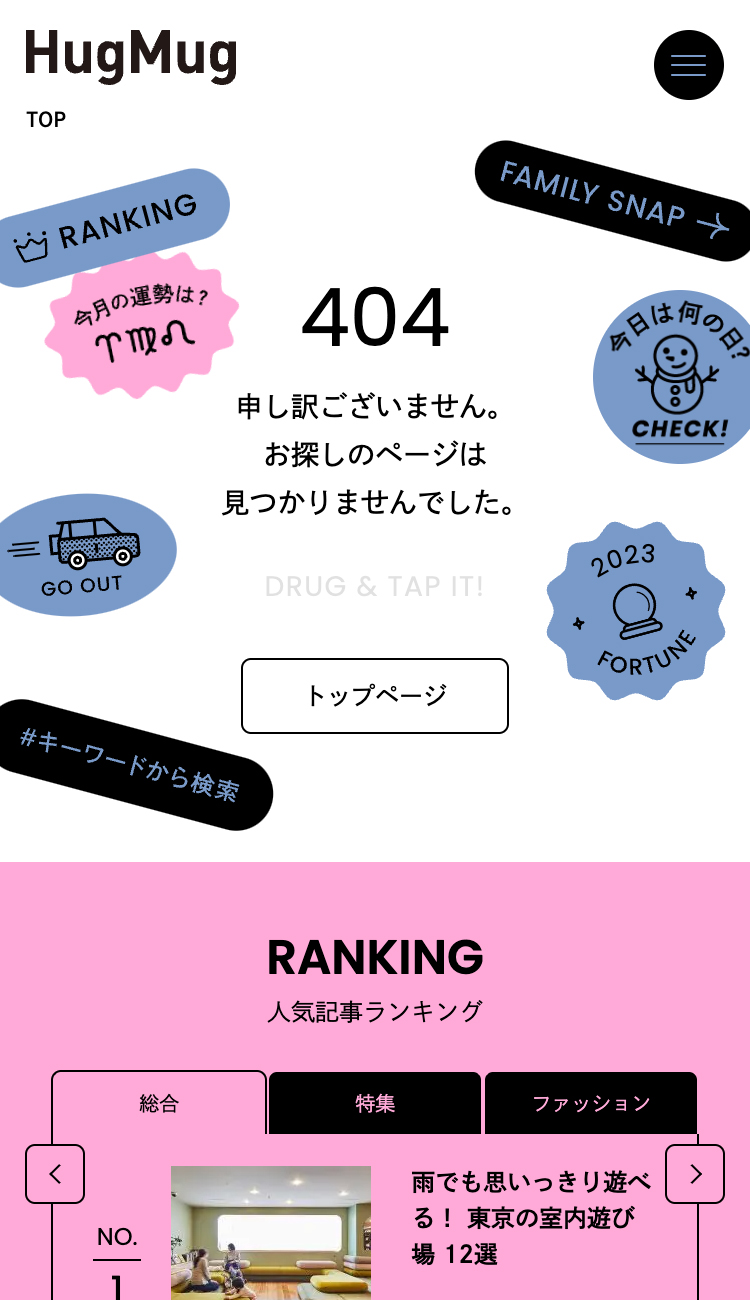 HugMug
TOP
FAMILY SNAP
RANKING
今月の運勢は?
404
今日は何の日?
CHECK!
申し訳ございません。
お探しのページは
見つかりませんでした。
GO OUT
2023
FORTUNE
DRUG & TAP IT!
トップページ
#キーワードから検索
RANKING
人気記事ランキング
総合
特集
ファッション
雨でも思いっきり遊べ
る! 東京の室内遊び
場 12選
NO.
1